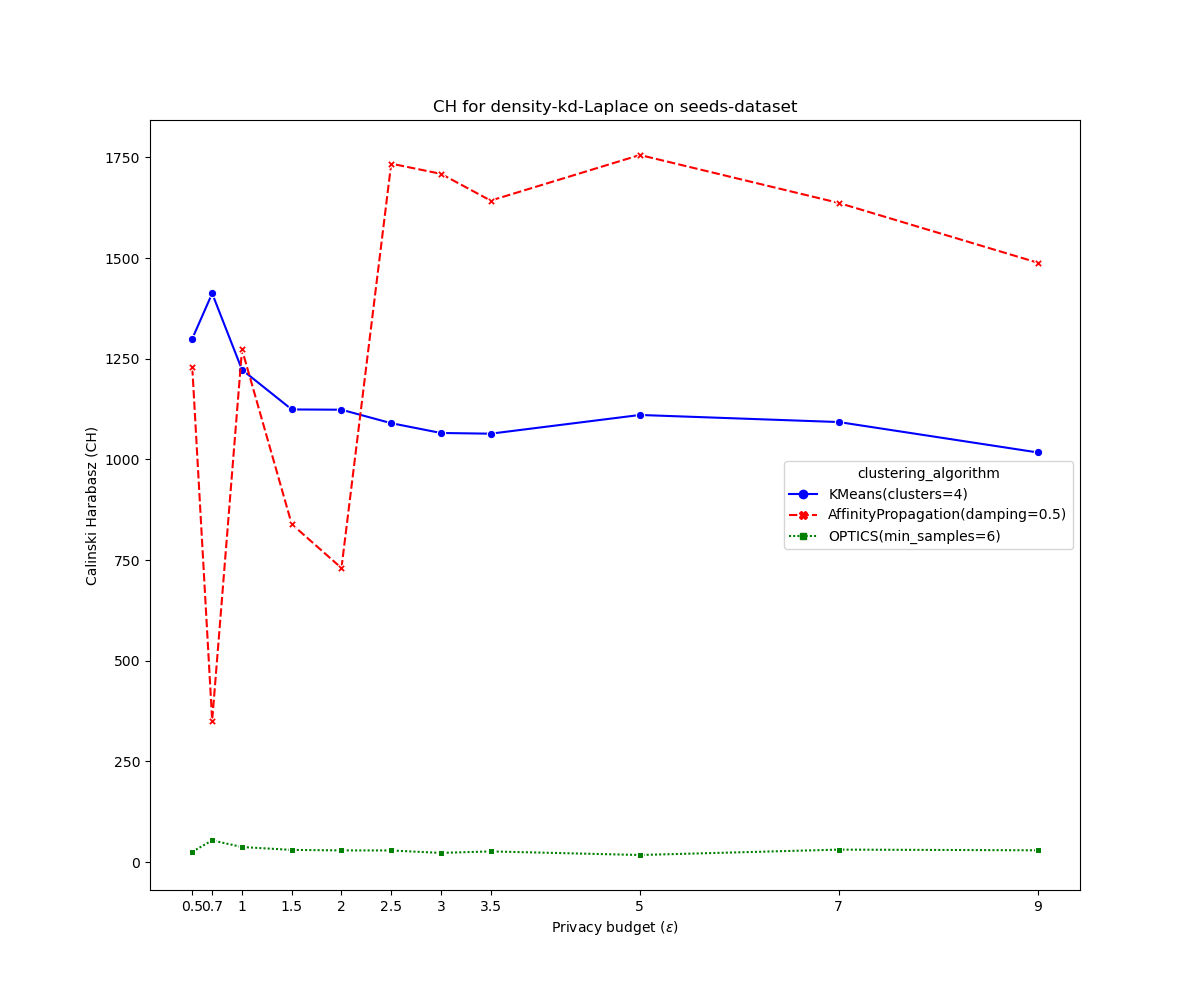 CH for density-kd-Laplace on seeds-dataset
Calinski Harabasz (CH)
1750
1500
1250
1000
750
500
250
0
clustering_algorithm
KMeans(clusters=4)
AffinityPropagation(damping=0.5)
OPTICS(min_samples=6)
0.5 0.7 1 1.5 2 2.5 3 3.5 5 7 9
Privacy budget (ε)